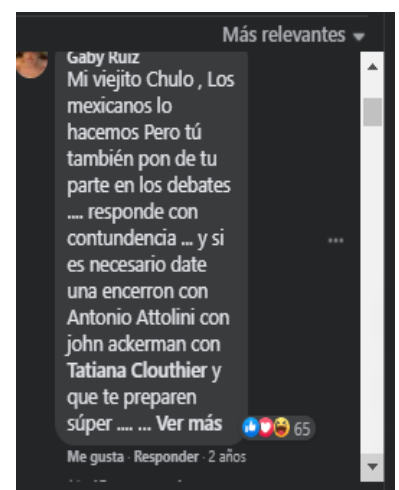 Más relevantes
Gaby Ruiz
Mi viejito Chulo , Los
mexicanos lo
hacemos Pero tú
también pon de tu
parte en los debates
.... responde con
contundencia ... y si
es necesario date
una encerron con
Antonio Attolini con
john ackerman con
Tatiana Clouthier y
que te preparen
súper .... ... Ver más
65
Me gusta · Responder · 2 años